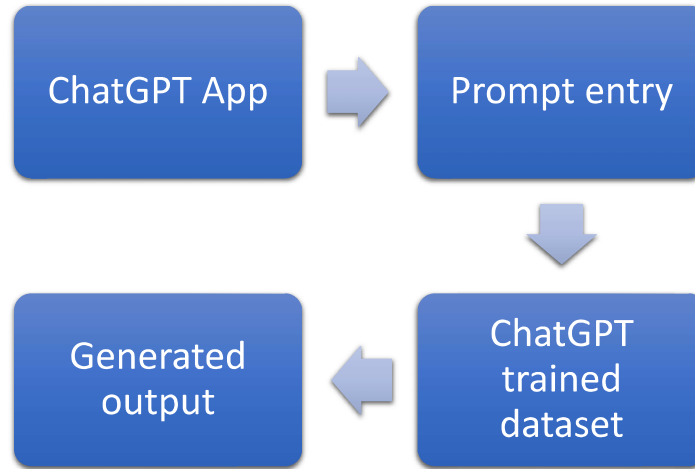 ChatGPT App
Prompt entry
ChatGPT
trained
dataset
Generated
output